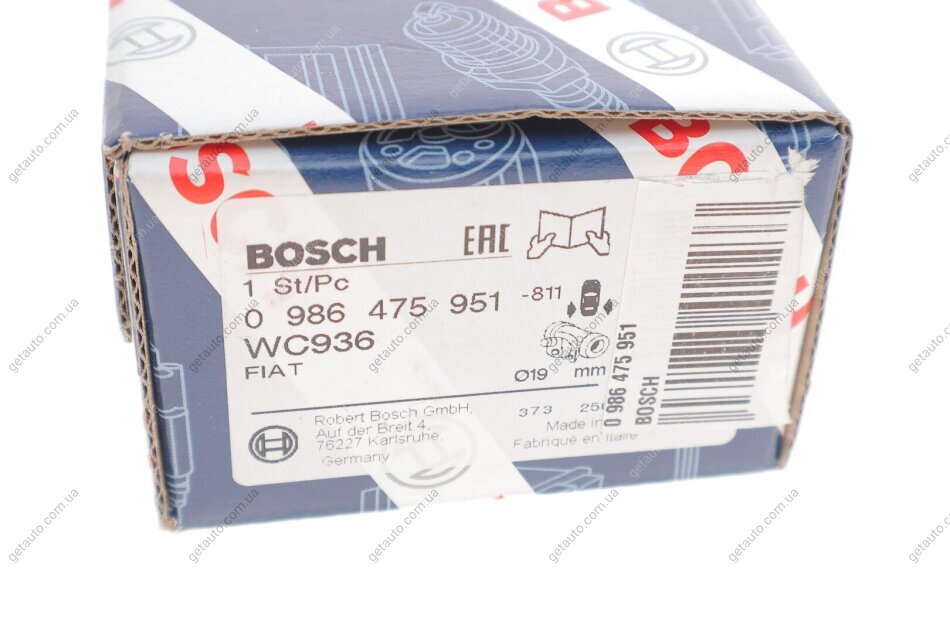 BOSCH
EAC
1 St/Pc
0 986 475 951 -811
WC936
FIAT
Ø19 mm
Robert Bosch GmbH.
Auf der Breit 4,
76227 Karlsruhe,
Germany
373
Made in
Fabriqué en Italie
0 986 475 951
BOSCH
getauto.com.ua